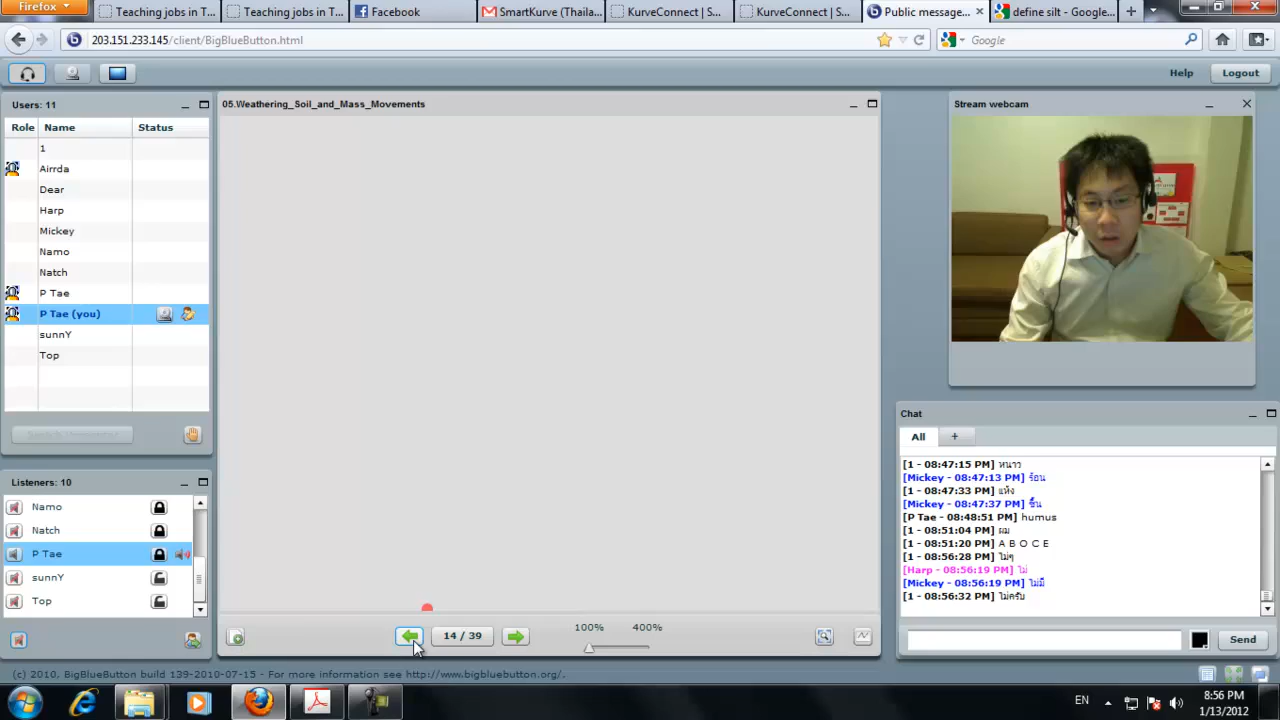 Firefox
Teaching jobs in T...
Teaching jobs in T...
Facebook
SmartKurve (Thaila...
KurveConnect | S...
KurveConnect | S...
Public message...
define silt - Google...
203.151.233.145/client/BigBlueButton.html
Google
Help
Logout
Users: 11
Role Name Status
1
Airrda
Dear
Harp
Mickey
Namo
Natch
P Tae
P Tae (you)
sunnY
Top
Listeners: 10
Namo
Natch
P Tae
sunnY
Top
05.Weathering_Soil_and_Mass_Movements
14 / 39
100% 400%
Stream webcam
Chat
All +
[1 - 08:47:15 PM] หนาว
[Mickey - 08:47:13 PM] ร้อน
[1 - 08:47:33 PM] แห้ง
[Mickey - 08:47:37 PM] ชื้น
[P Tae - 08:48:51 PM] humus
[1 - 08:51:04 PM] ผม
[1 - 08:51:20 PM] A B O C E
[1 - 08:56:28 PM] ไม่ๆ
[Harp - 08:56:19 PM] ไม่
[Mickey - 08:56:19 PM] ไม่มี
[1 - 08:56:32 PM] ไม่ครับ
Send
(c) 2010, BigBlueButton build 139-2010-07-15 - For more information see http://www.bigbluebutton.org/.
EN
8:56 PM
1/13/2012